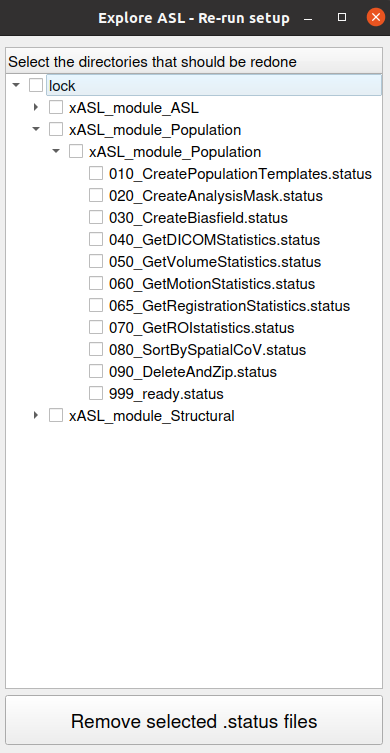 Explore ASL - Re-run setup
Select the directories that should be redone
lock
xASL_module_ASL
xASL_module_Population
xASL_module_Population
010_CreatePopulationTemplates.status
020_CreateAnalysisMask.status
030_CreateBiasfield.status
040_GetDICOMStatistics.status
050_GetVolumeStatistics.status
060_GetMotionStatistics.status
065_GetRegistrationStatistics.status
070_GetROIstatistics.status
080_SortBySpatialCoV.status
090_DeleteAndZip.status
999_ready.status
xASL_module_Structural
Remove selected .status files